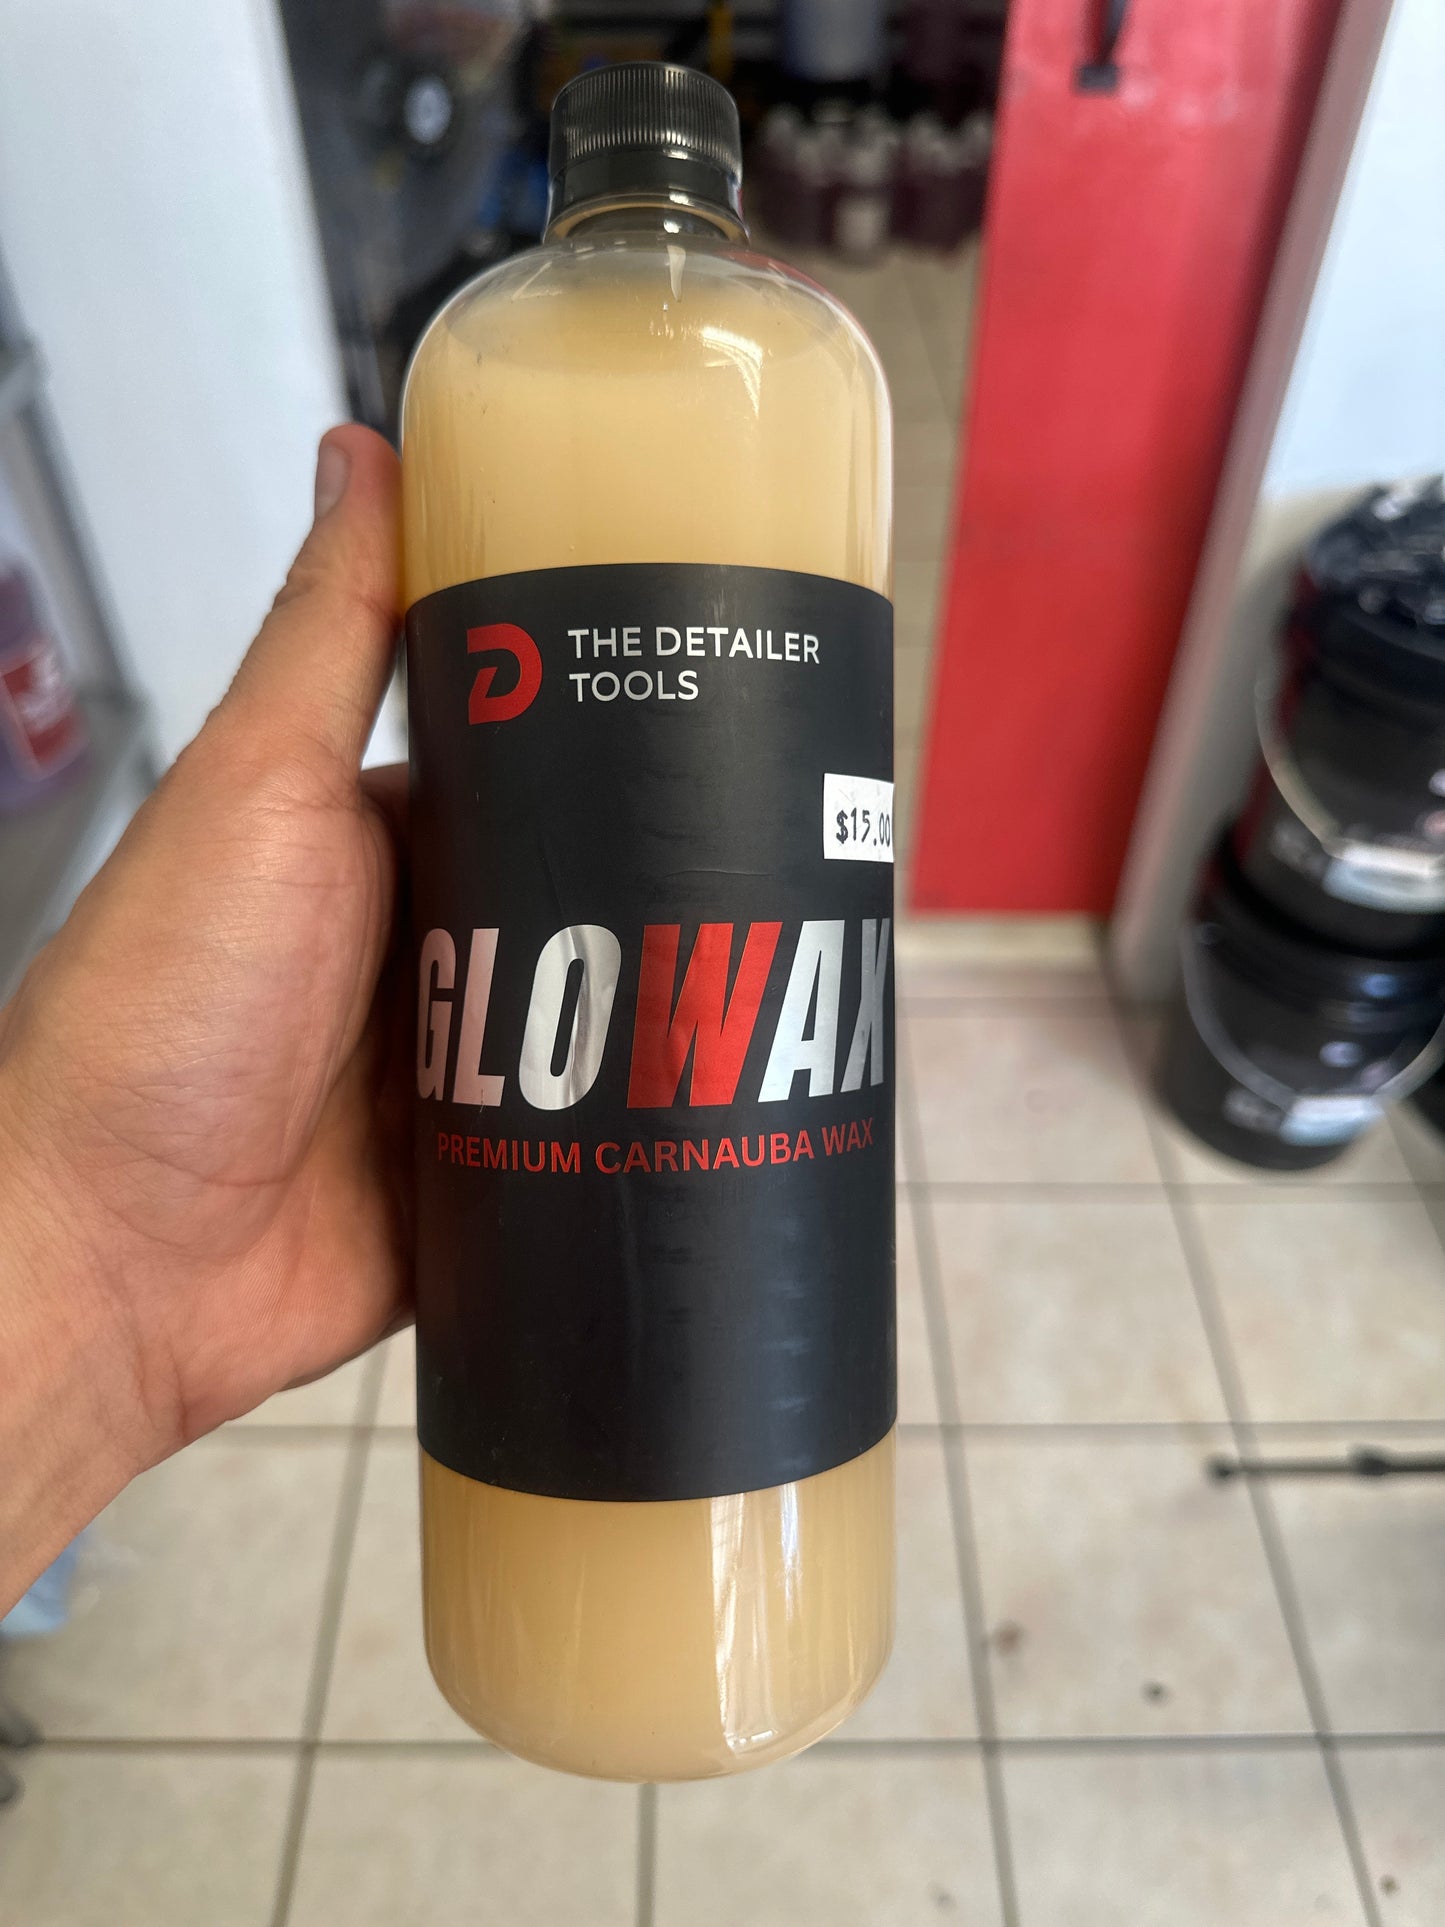 THE DETAILER
TOOLS
$15.00
GLOWAX
PREMIUM CARNAUBA WAX